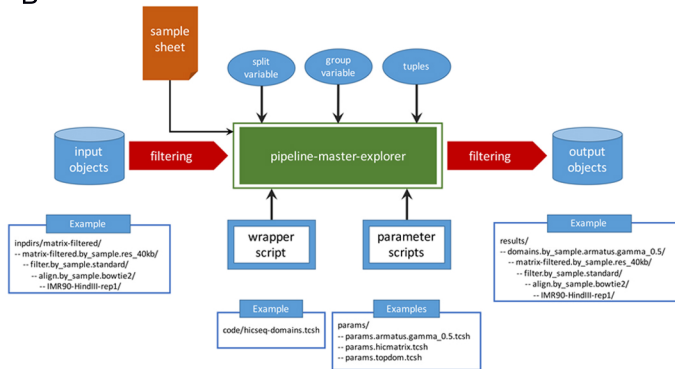 B
sample
sheet
split
variable
group
variable
tuples
input
objects
filtering
pipeline-master-explorer
filtering
output
objects
wrapper
script
parameter
scripts
Example
inpdirs/matrix-filtered/
-- matrix-filtered.by_sample.res_40kb/
-- filter.by_sample.standard/
-- align.by_sample.bowtie2/
-- IMR90-HindIII-rep1/
Example
code/hicseq-domains.tcsh
Examples
params/
-- params.armatus.gamma_0.5.tcsh
-- params.hicmatrix.tcsh
-- params.topdom.tcsh
Example
results/
-- domains.by_sample.armatus.gamma_0.5/
-- matrix-filtered.by_sample.res_40kb/
-- filter.by_sample.standard/
-- align.by_sample.bowtie2/
-- IMR90-HindIII-rep1/